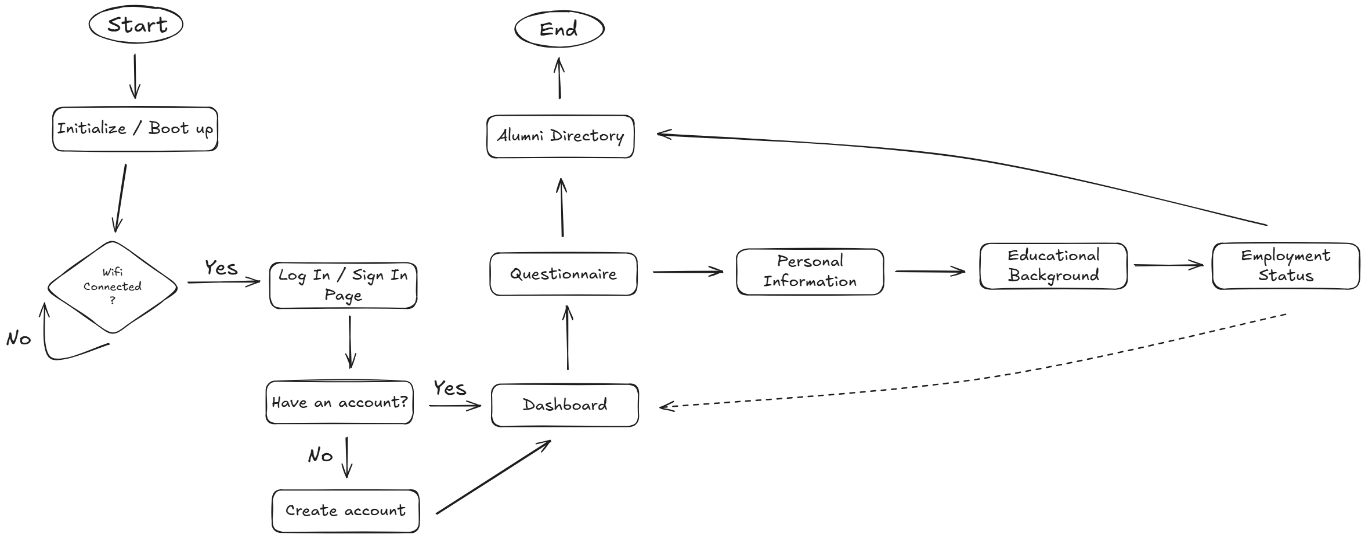 Start
End
Initialize / Boot up
Alumni Directory
Wifi
Connected
?
Yes
No
Log In / Sign In
Page
Questionnaire
Personal
Information
Educational
Background
Employment
Status
Have an account?
Yes
Dashboard
No
Create account